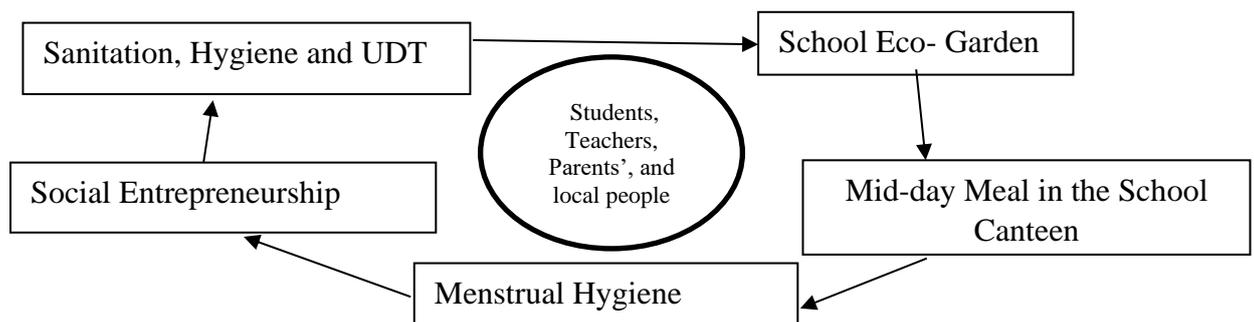 Sanitation, Hygiene and UDT
School Eco- Garden
Students,
Teachers,
Parents’, and
local people
Social Entrepreneurship
Mid-day Meal in the School
Canteen
Menstrual Hygiene